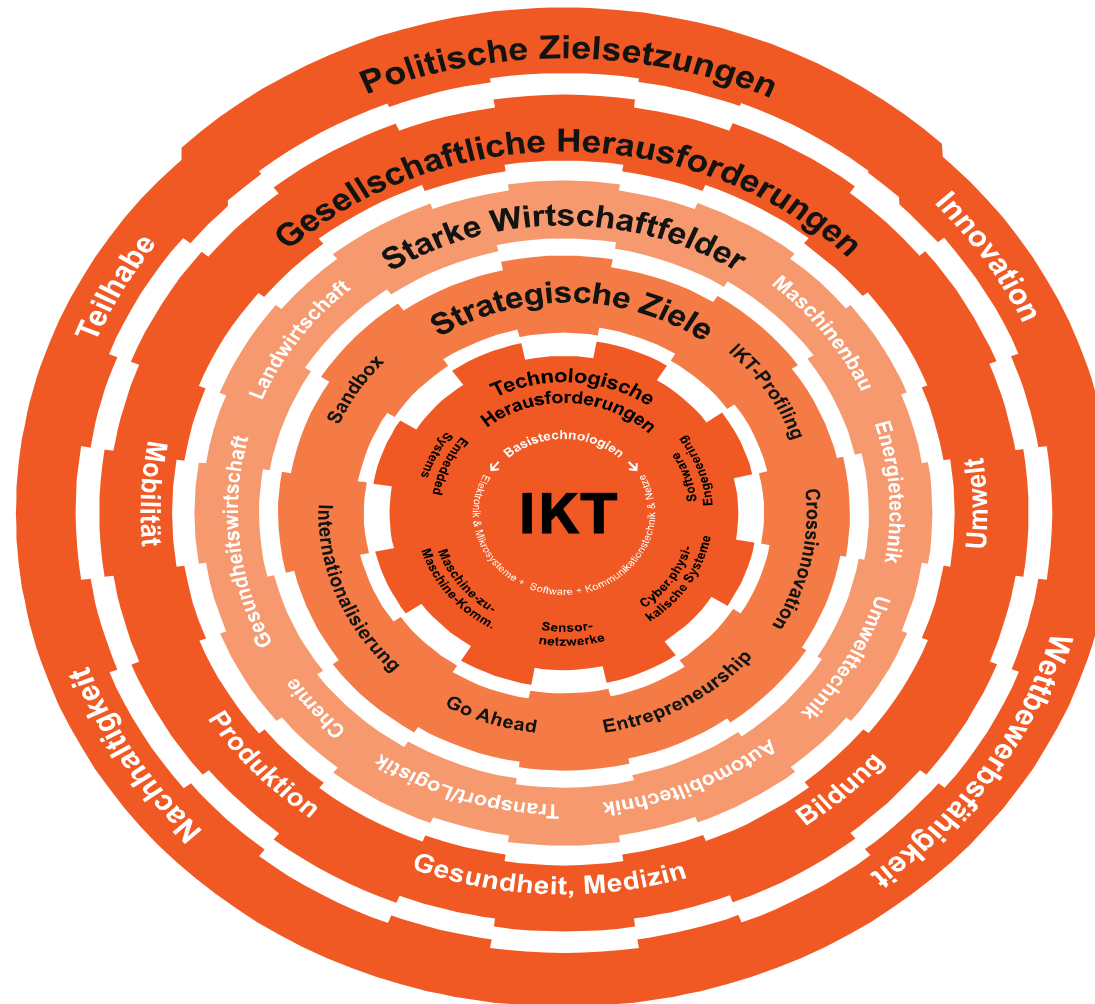 Politische Zielsetzungen
Innovation
Wettbewerbsfähigkeit
Nachhaltigkeit
Teilhabe
Gesellschaftliche Herausforderungen
Umwelt
Bilpung
Gesundheit, Medizin
Produktion
Mobilität
Starke Wirtschaftfelder
Maschinenbau
Energietechnik
Umwelttechnik
Automobiltechnik
Transport/Logistik
Chemie
Gesundheitswirtschaft
Landwirtschaft
Strategische Ziele
IKT-Profiling
Crossinnovation
Entrepreneurship
Go Ahead
Internationalisierung
Sandbox
Technologische
Herausforderungen
Software
Engeneering
Cyber.physi-
kalische Systeme
Sensor-
netzwerke
Maschine-zu-
Maschine-Komm.
Embedded
Systems
← Basistechnologien →
Elektronik & Mikrosysteme + Software + Kommunikationstechnik & Netze
IKT